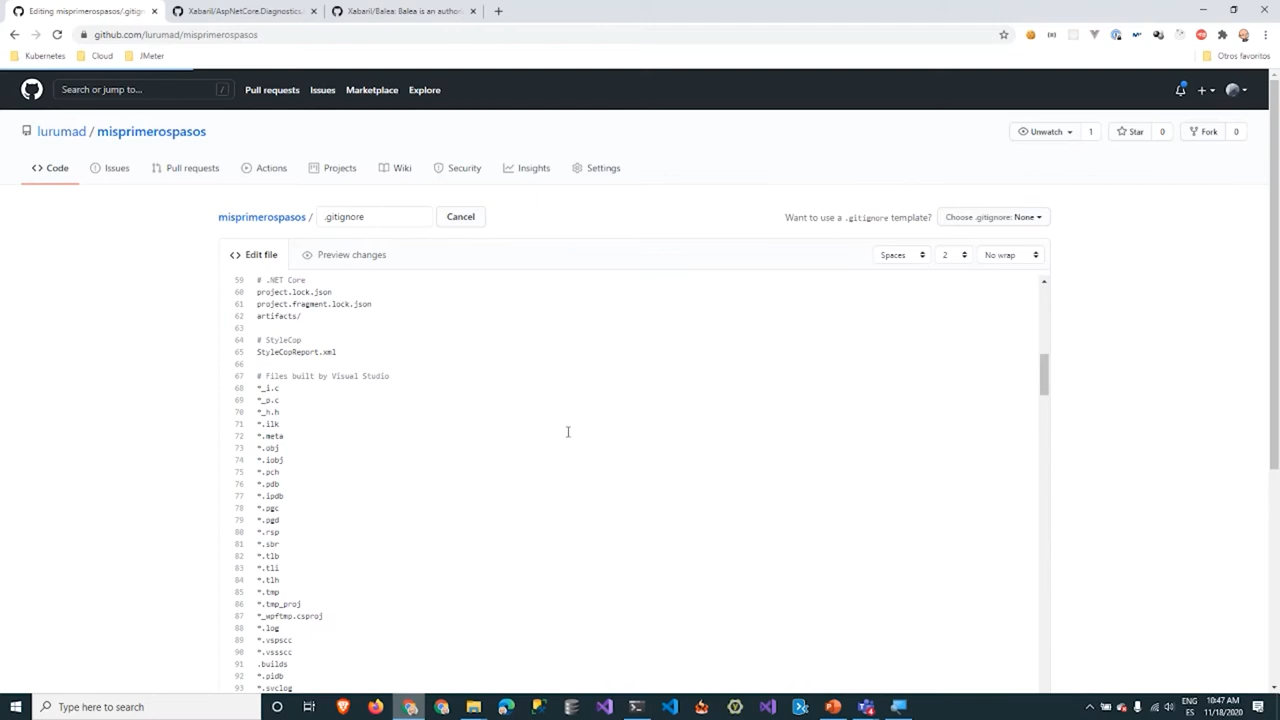 Editing misprimerospasos/.gitign
Xabaril/AspNetCore.Diagnostics.
Xabaril/Balea: Balea is an author
github.com/lurumad/misprimerospasos
Kubernetes
Cloud
JMeter
Otros favoritos
Search or jump to...
/
Pull requests
Issues
Marketplace
Explore
lurumad / misprimerospasos
Unwatch
1
Star
0
Fork
0
Code
Issues
Pull requests
Actions
Projects
Wiki
Security
Insights
Settings
misprimerospasos / .gitignore
Cancel
Want to use a .gitignore template?
Choose .gitignore: None
Edit file
Preview changes
Spaces
2
No wrap
59 # .NET Core
60 project.lock.json
61 project.fragment.lock.json
62 artifacts/
63
64 # StyleCop
65 StyleCopReport.xml
66
67 # Files built by Visual Studio
68 *_i.c
69 *_p.c
70 *_h.h
71 *.ilk
72 *.meta
73 *.obj
74 *.iobj
75 *.pch
76 *.pdb
77 *.ipdb
78 *.pgc
79 *.pgd
80 *.rsp
81 *.sbr
82 *.tlb
83 *.tli
84 *.tlh
85 *.tmp
86 *.tmp_proj
87 *_wpftmp.csproj
88 *.log
89 *.vspscc
90 *.vssscc
91 .builds
92 *.pidb
93 *.svclog
Type here to search
ENG
ES
10:47 AM
11/18/2020